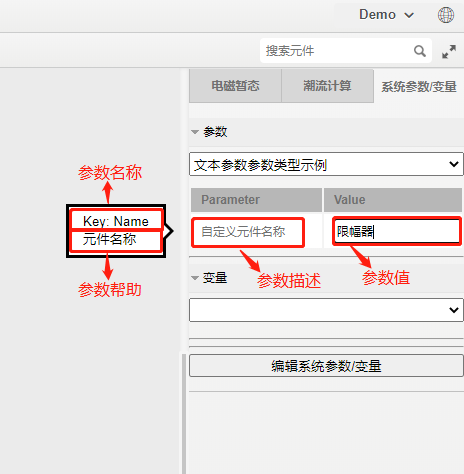 Demo
搜索元件
电磁暂态
潮流计算
系统参数/变量
参数
文本参数参数类型示例
参数名称
Parameter
Value
Key: Name
元件名称
自定义元件名称
限幅器
参数帮助
参数描述
参数值
变量
编辑系统参数/变量